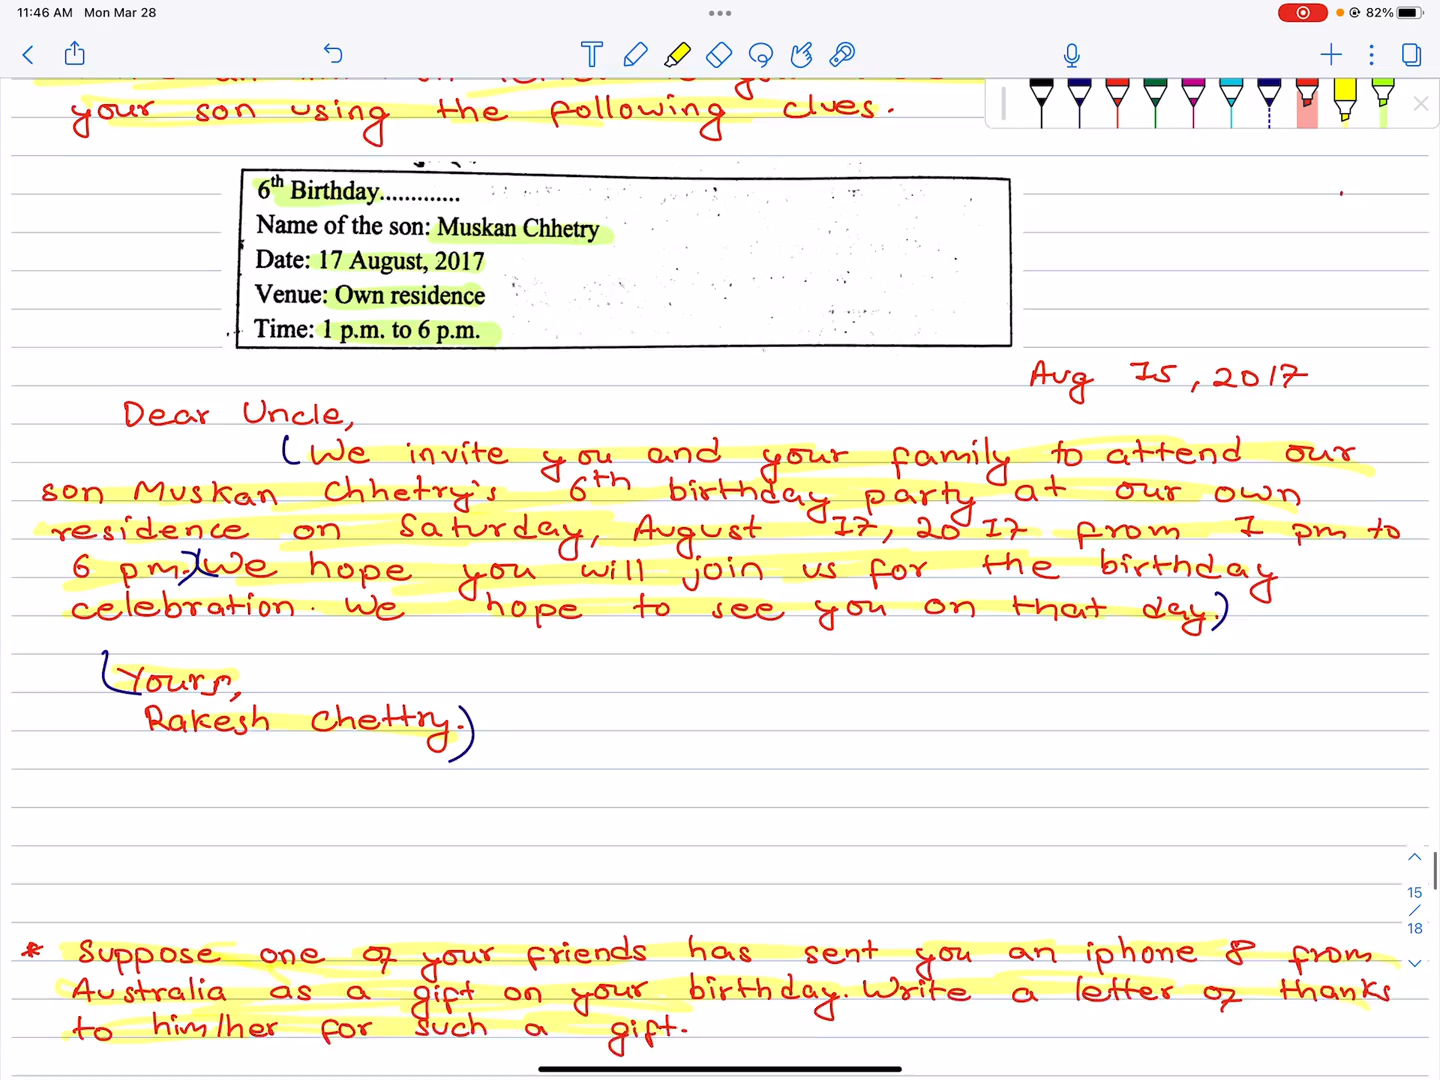 11:46 AM Mon Mar 28
82%
your son using the following clues.
6th Birthday.............
Name of the son: Muskan Chhetry
Date: 17 August, 2017
Venue: Own residence
Time: 1 p.m. to 6 p.m.
Aug 15, 2017
Dear Uncle,
(We invite you and your family to attend our
son Muskan Chhetry's 6th birthday party at our own
residence on Saturday, August 17, 2017 from 1 pm to
6 pm.)(We hope you will join us for the birthday
celebration. We hope to see you on that day.)
(Yours,
Rakesh Chettry.)
15
/
18
* Suppose one of your friends has sent you an iphone 8 from
Australia as a gift on your birthday. Write a letter of thanks
to him/her for such a gift.